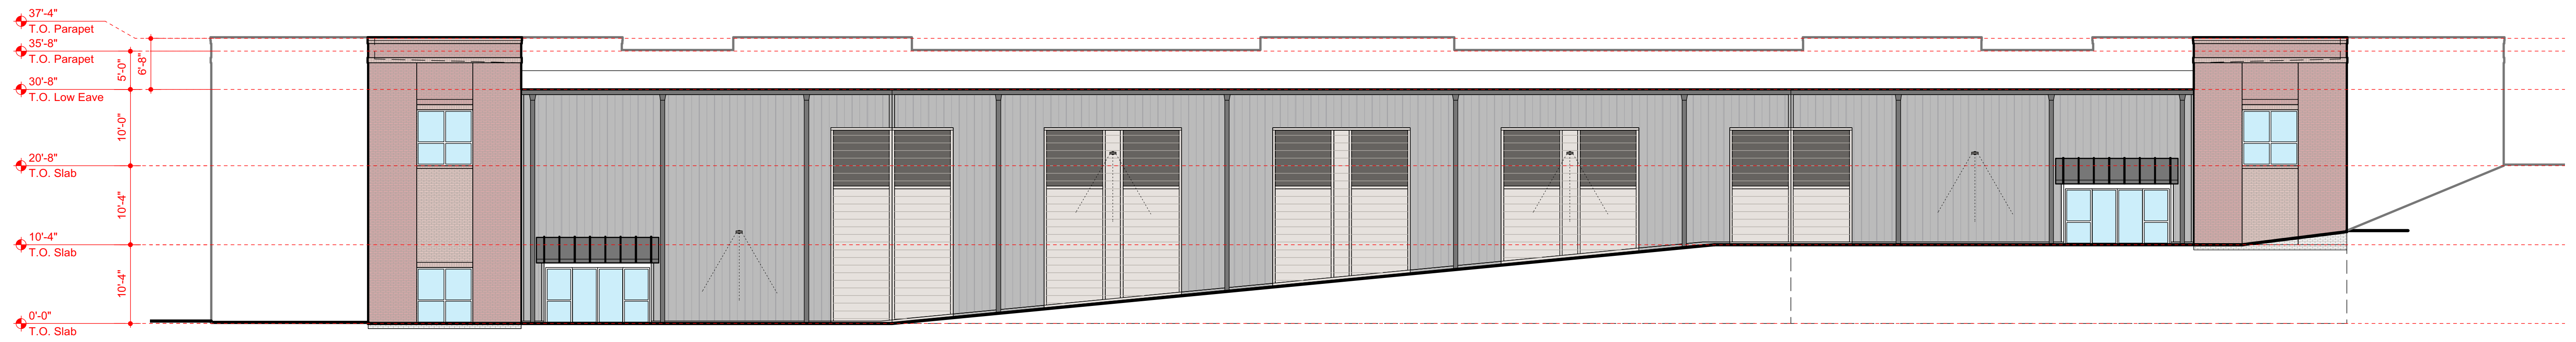 37'-4"
T.O. Parapet
35'-8"
T.O. Parapet
6'-8"
5'-0"
30'-8"
T.O. Low Eave
10'-0"
20'-8"
T.O. Slab
10'-4"
10'-4"
T.O. Slab
10'-4"
0'-0"
T.O. Slab